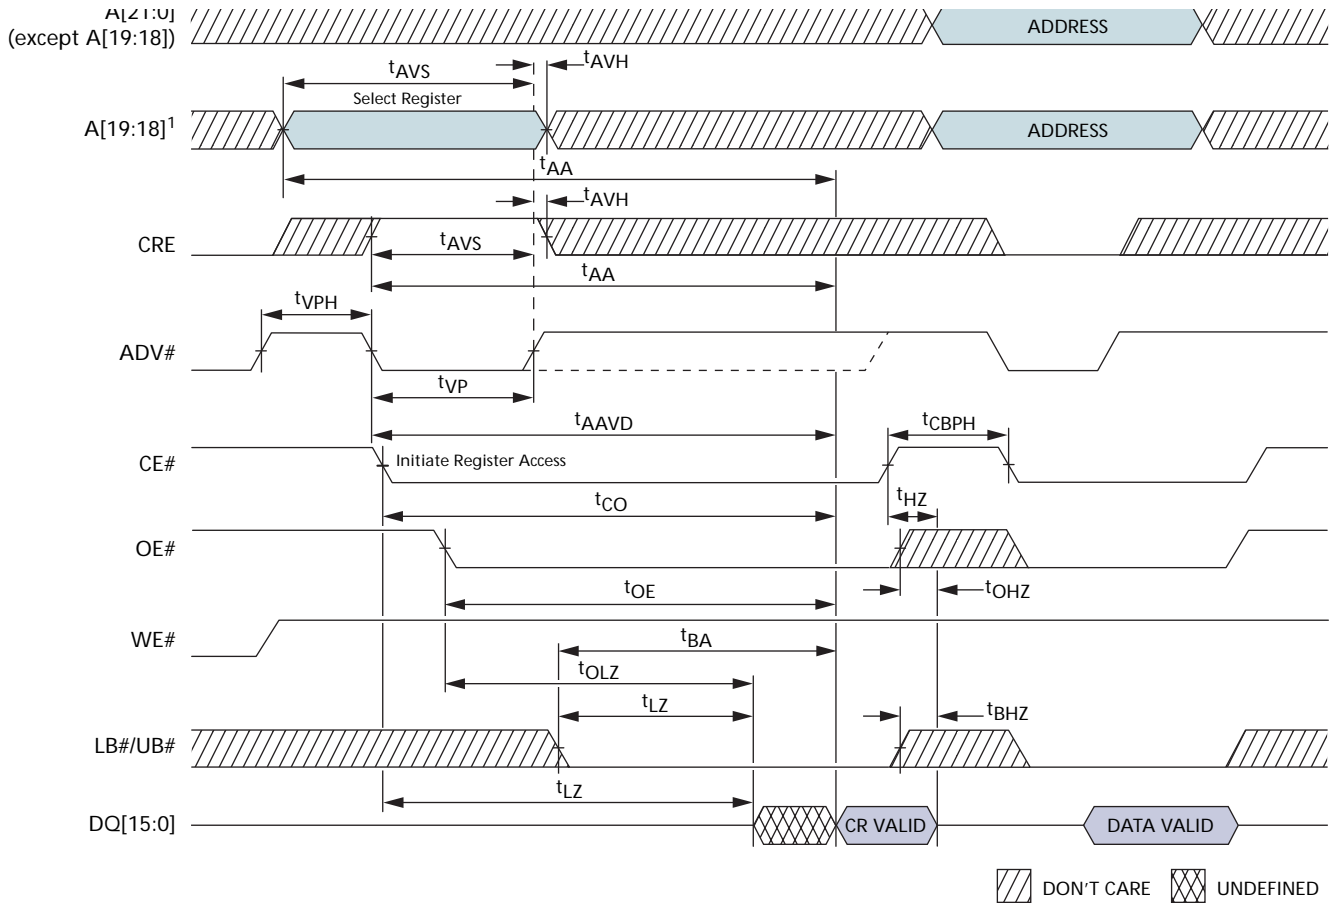 A[21:0]
(except A[19:18])
ADDRESS
tAVS
tAVH
Select Register
A[19:18]1
ADDRESS
tAA
tAVH
CRE
tAVS
tAA
tVPH
ADV#
tVP
tAAVD
tCBPH
CE#
Initiate Register Access
tCO
tHZ
OE#
tOE
tOHZ
WE#
tBA
tOLZ
tLZ
tBHZ
LB#/UB#
tLZ
DQ[15:0]
CR VALID
DATA VALID
DON'T CARE
UNDEFINED